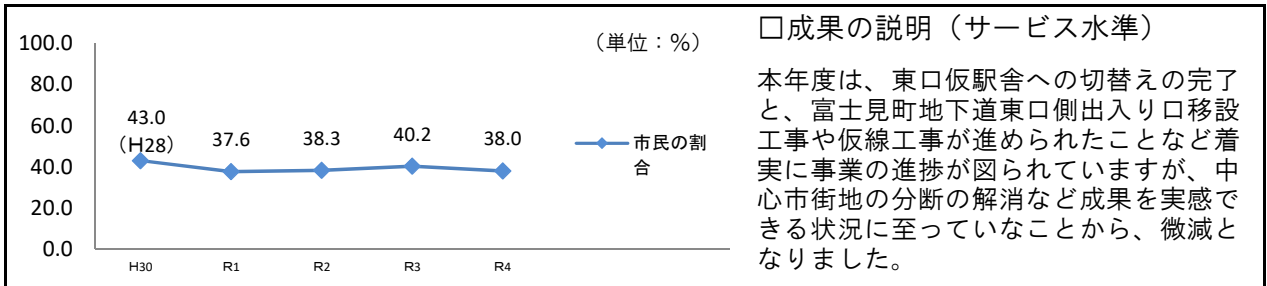 100.0
80.0
60.0
40.0
20.0
0.0
（単位：％）
43.0
（H28）
37.6
38.3
40.2
38.0
市民の割
合
H30
R1
R2
R3
R4
□成果の説明（サービス水準）
本年度は、東口仮駅舎への切替えの完了
と、富士見町地下道東口側出入り口移設
工事や仮線工事が進められたことなど着
実に事業の進捗が図られていますが、中
心市街地の分断の解消など成果を実感で
きる状況に至っていなことから、微減と
なりました。